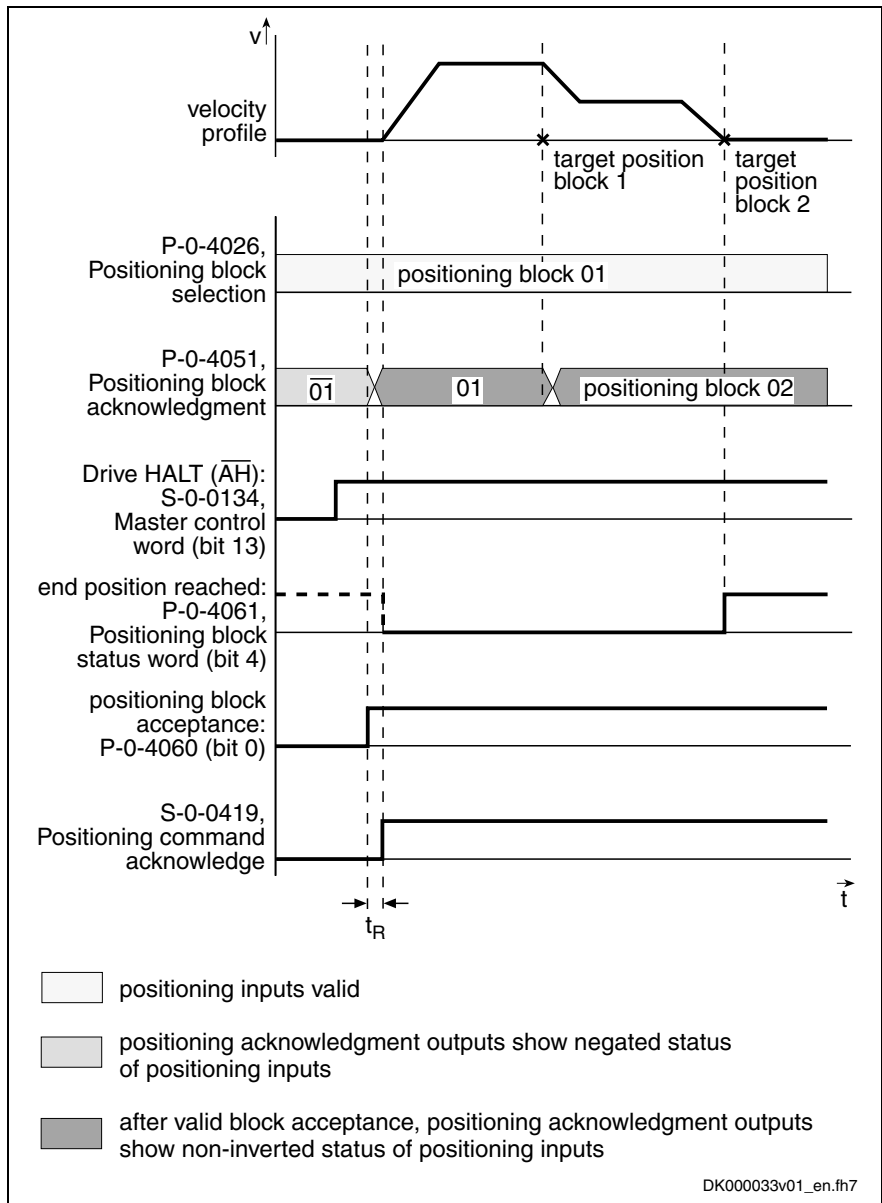 v
velocity
profile
target position
block 1
target
position
block 2
P-0-4026,
Positioning block
selection
positioning block 01
P-0-4051,
Positioning block
acknowledgment
0̅1̅
01
positioning block 02
Drive HALT (A̅H̅):
S-0-0134,
Master control
word (bit 13)
end position reached:
P-0-4061,
Positioning block
status word (bit 4)
positioning block
acceptance:
P-0-4060 (bit 0)
S-0-0419,
Positioning command
acknowledge
t
tR
positioning inputs valid
positioning acknowledgment outputs show negated status
of positioning inputs
after valid block acceptance, positioning acknowledgment outputs
show non-inverted status of positioning inputs
DK000033v01_en.fh7